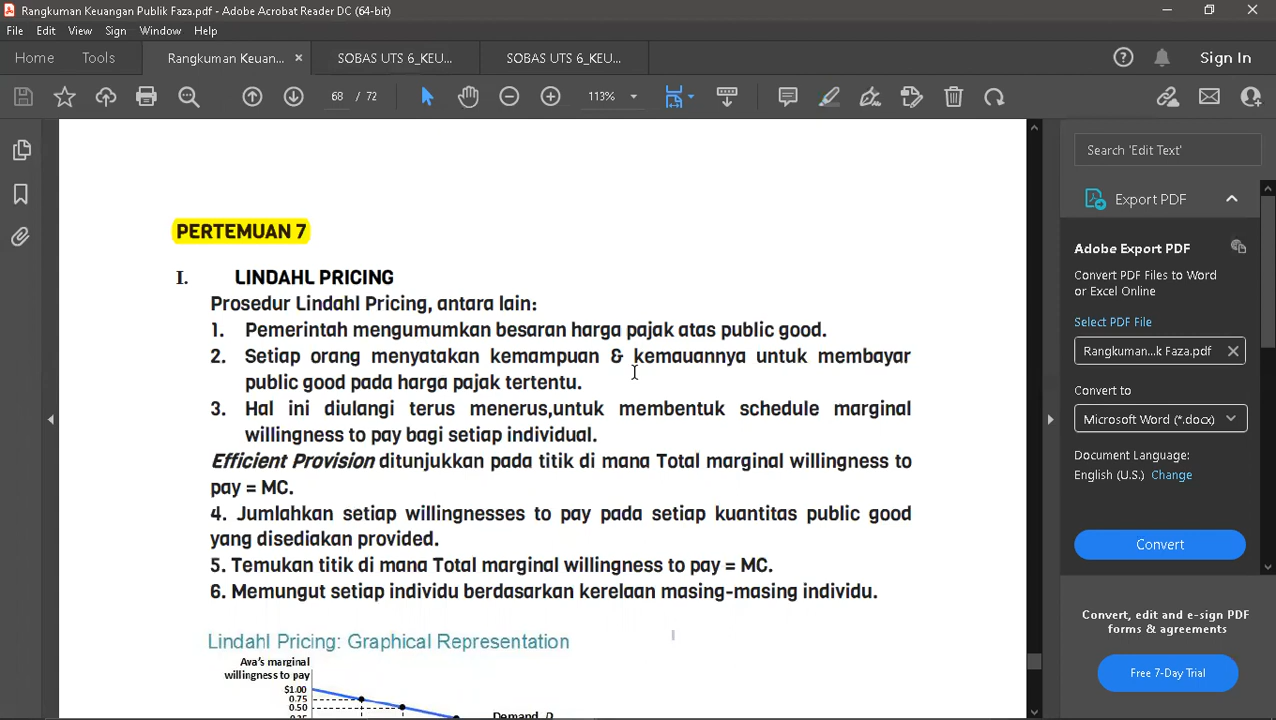 Rangkuman Keuangan Publik Faza.pdf - Adobe Acrobat Reader DC (64-bit)
File Edit View Sign Window Help
Home Tools Rangkuman Keuan... SOBAS UTS 6_KEU... SOBAS UTS 6_KEU... Sign In
68 / 72 113%
PERTEMUAN 7
I. LINDAHL PRICING
Prosedur Lindahl Pricing, antara lain:
1. Pemerintah mengumumkan besaran harga pajak atas public good.
2. Setiap orang menyatakan kemampuan & kemauannya untuk membayar
public good pada harga pajak tertentu.
3. Hal ini diulangi terus menerus,untuk membentuk schedule marginal
willingness to pay bagi setiap individual.
Efficient Provision ditunjukkan pada titik di mana Total marginal willingness to
pay = MC.
4. Jumlahkan setiap willingnesses to pay pada setiap kuantitas public good
yang disediakan provided.
5. Temukan titik di mana Total marginal willingness to pay = MC.
6. Memungut setiap individu berdasarkan kerelaan masing-masing individu.
Lindahl Pricing: Graphical Representation
Ava's marginal
willingness to pay
$1.00
0.75
0.50
Demand, D
Search 'Edit Text'
Export PDF
Adobe Export PDF
Convert PDF Files to Word
or Excel Online
Select PDF File
Rangkuman...k Faza.pdf
Convert to
Microsoft Word (*.docx)
Document Language:
English (U.S.) Change
Convert
Convert, edit and e-sign PDF
forms & agreements
Free 7-Day Trial